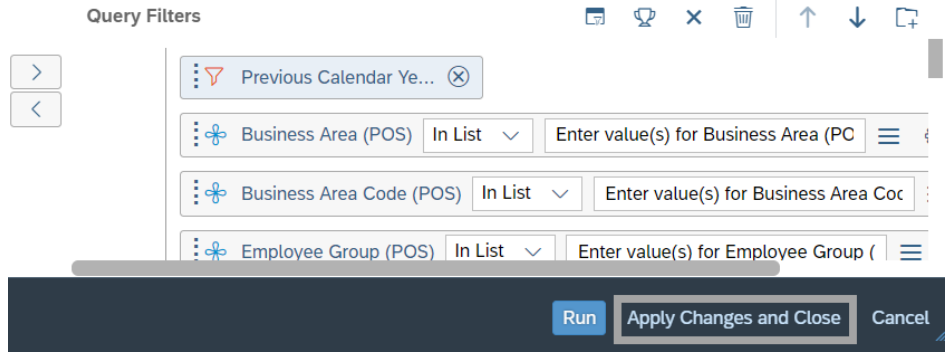 Query Filters
Previous Calendar Ye...
Business Area (POS) In List Enter value(s) for Business Area (PO
Business Area Code (POS) In List Enter value(s) for Business Area Coc
Employee Group (POS) In List Enter value(s) for Employee Group (
Run Apply Changes and Close Cancel